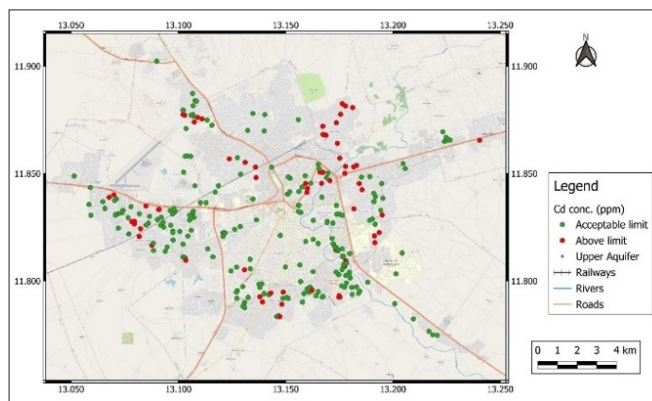 13.050 13.100 13.150 13.200 13.250
11.900 11.900
11.850 11.850
11.800 11.800
13.050 13.100 13.150 13.200 13.250
N
Legend
Cd conc. (ppm)
Acceptable limit
Above limit
Upper Aquifer
Railways
Rivers
Roads
0 1 2 3 4 km